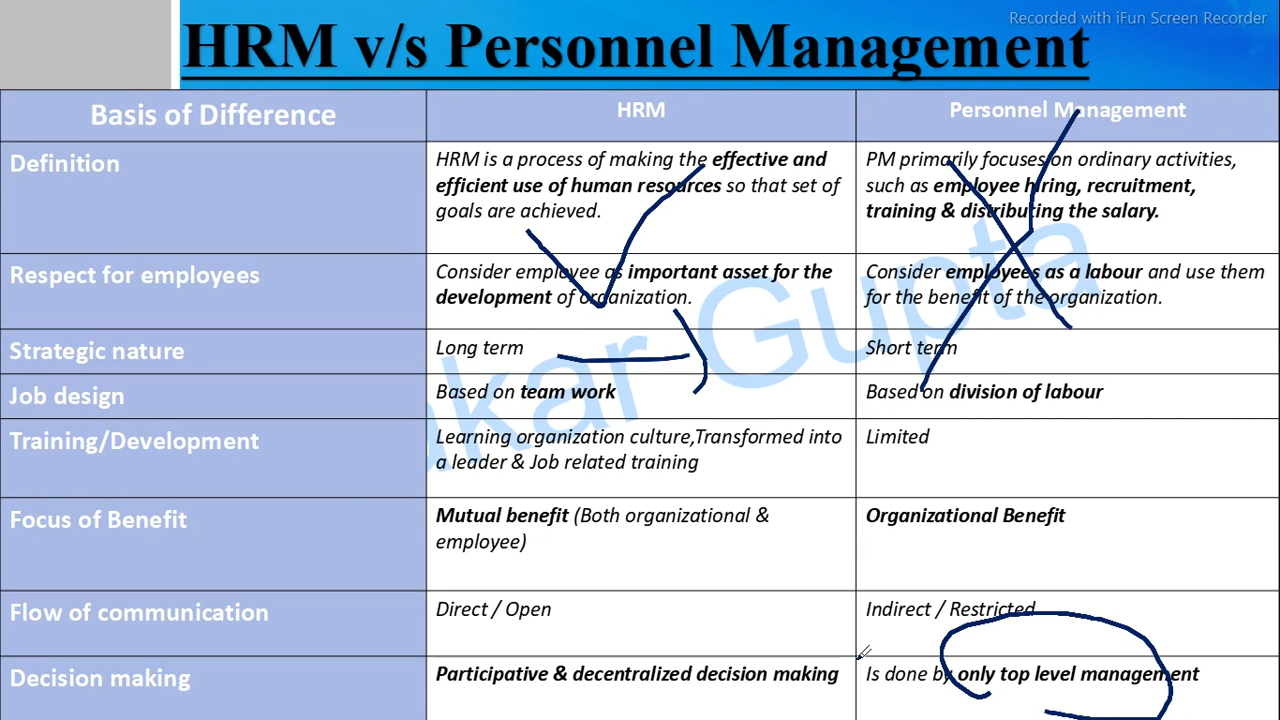 Recorded with iFun Screen Recorder
HRM v/s Personnel Management
Basis of Difference
HRM
Personnel Management
Definition
HRM is a process of making the effective and
efficient use of human resources so that set of
goals are achieved.
PM primarily focuses on ordinary activities,
such as employee hiring, recruitment,
training & distributing the salary.
Respect for employees
Consider employee as important asset for the
development of organization.
Consider employees as a labour and use them
for the benefit of the organization.
Strategic nature
Long term
Short term
Job design
Based on team work
Based on division of labour
Training/Development
Learning organization culture,Transformed into
a leader & Job related training
Limited
Focus of Benefit
Mutual benefit (Both organizational &
employee)
Organizational Benefit
Flow of communication
Direct / Open
Indirect / Restricted
Decision making
Participative & decentralized decision making
Is done by only top level management
Gupta